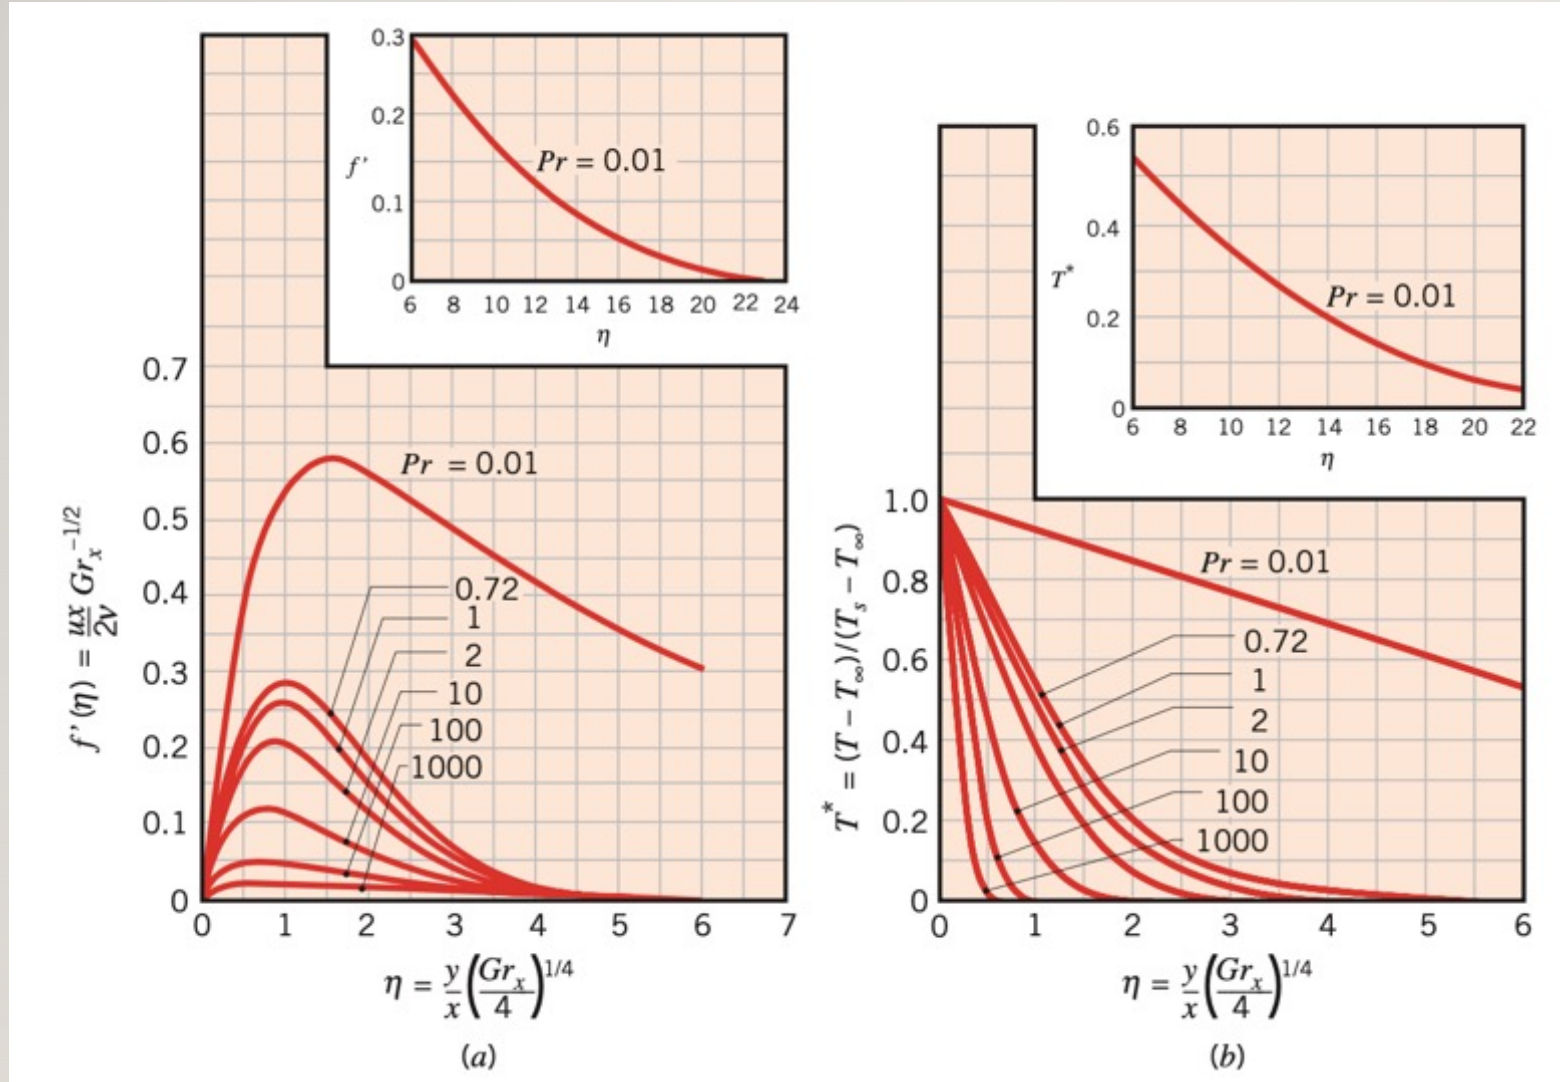 0.3
0.2
f'
Pr = 0.01
0.1
0
6 8 10 12 14 16 18 20 22 24
η
0.7
0.6
0.5
0.4
0.3
0.2
0.1
0
Pr = 0.01
0.72
1
2
10
100
1000
f' (η) = ux/2ν Gr_x^{-1/2}
0 1 2 3 4 5 6 7
η = y/x (Gr_x/4)^{1/4}
(a)
0.6
0.4
T*
Pr = 0.01
0.2
0
6 8 10 12 14 16 18 20 22
η
1.0
0.8
0.6
0.4
0.2
0
Pr = 0.01
0.72
1
2
10
100
1000
T* = (T − T∞)/(T_s − T∞)
0 1 2 3 4 5 6
η = y/x (Gr_x/4)^{1/4}
(b)